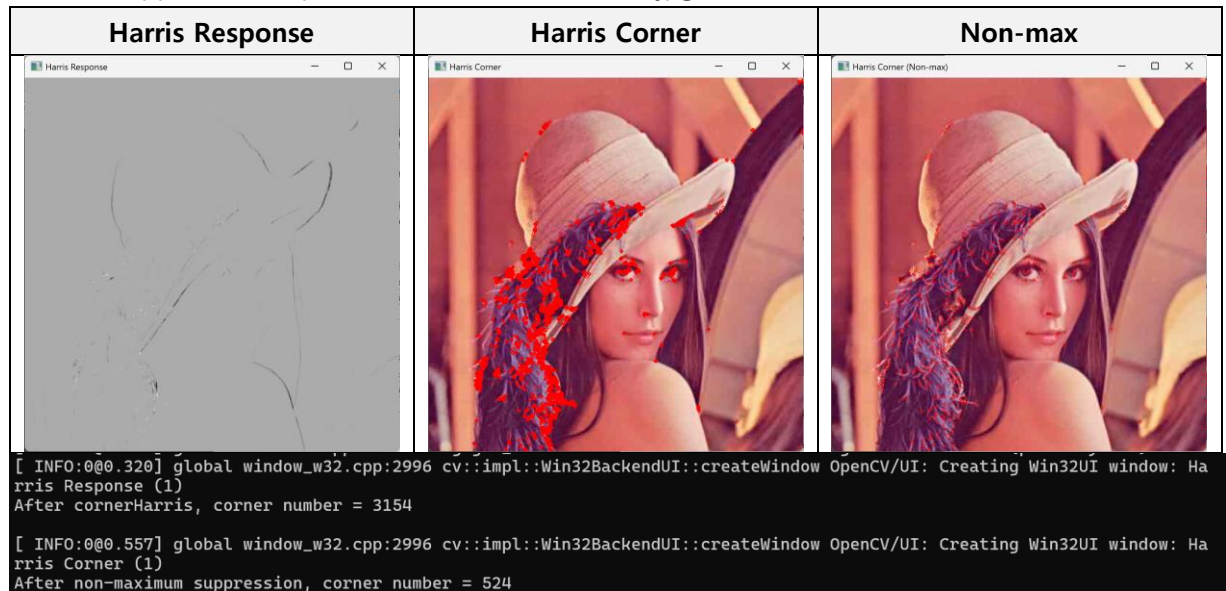 Harris Response Harris Corner Non-max
Harris Response Harris Corner Harris Corner (Non-max)
[ INFO:0@0.320] global window_w32.cpp:2996 cv::impl::Win32BackendUI::createWindow OpenCV/UI: Creating Win32UI window: Ha
rris Response (1)
After cornerHarris, corner number = 3154
[ INFO:0@0.557] global window_w32.cpp:2996 cv::impl::Win32BackendUI::createWindow OpenCV/UI: Creating Win32UI window: Ha
rris Corner (1)
After non-maximum suppression, corner number = 524